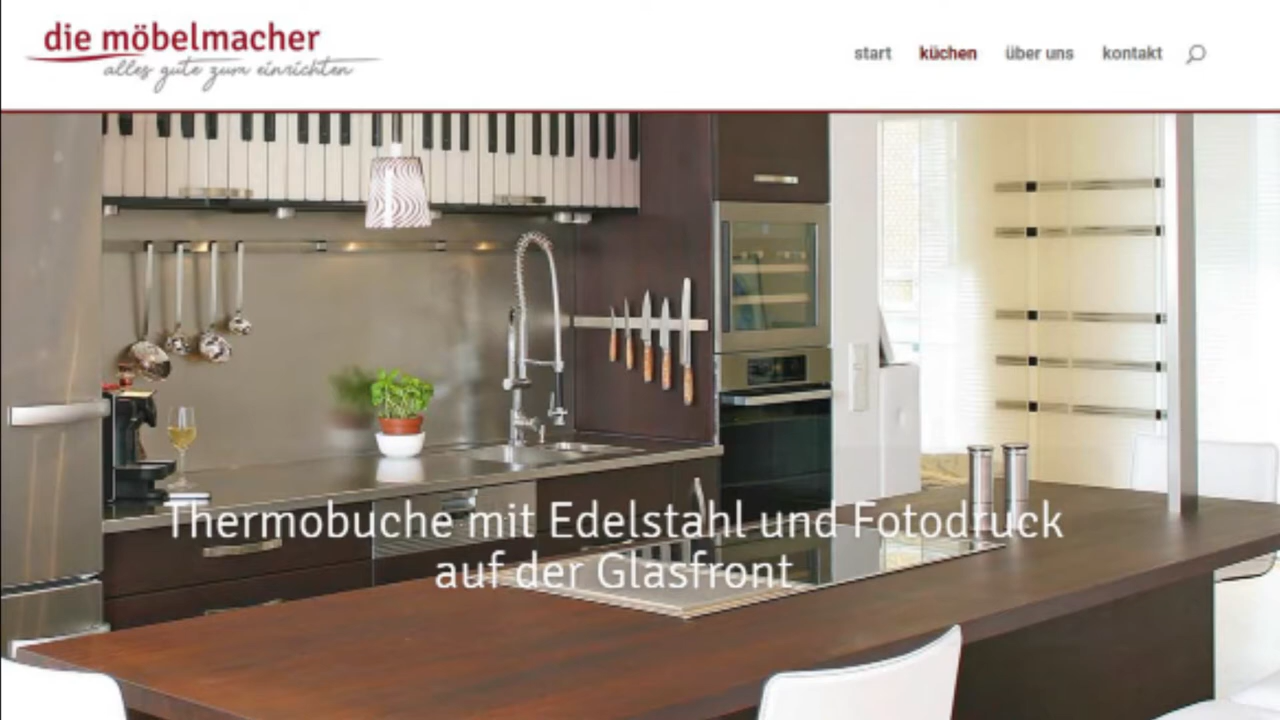 die möbelmacher
alles gute zum einrichten
start küchen über uns kontakt
Thermobuche mit Edelstahl und Fotodruck
auf der Glasfront